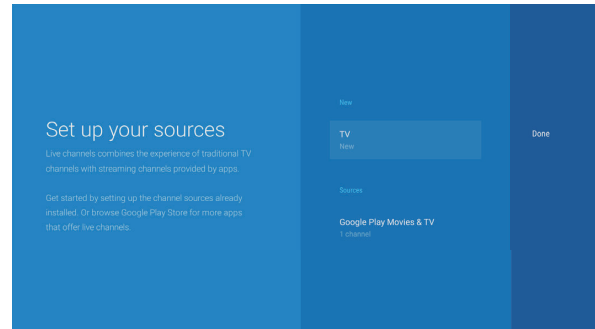 Set up your sources
Live channels combines the experience of traditional TV
channels with streaming channels provided by apps.
Get started by setting up the channel sources already
installed. Or browse Google Play Store for more apps
that offer live channels.
New
TV
New
Sources
Google Play Movies & TV
1 channel
Done